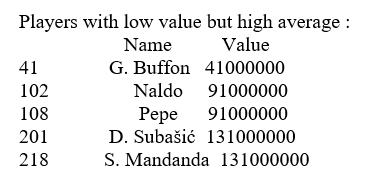 Players with low value but high average :
Name Value
41 G. Buffon 41000000
102 Naldo 91000000
108 Pepe 91000000
201 D. Subašić 131000000
218 S. Mandanda 131000000